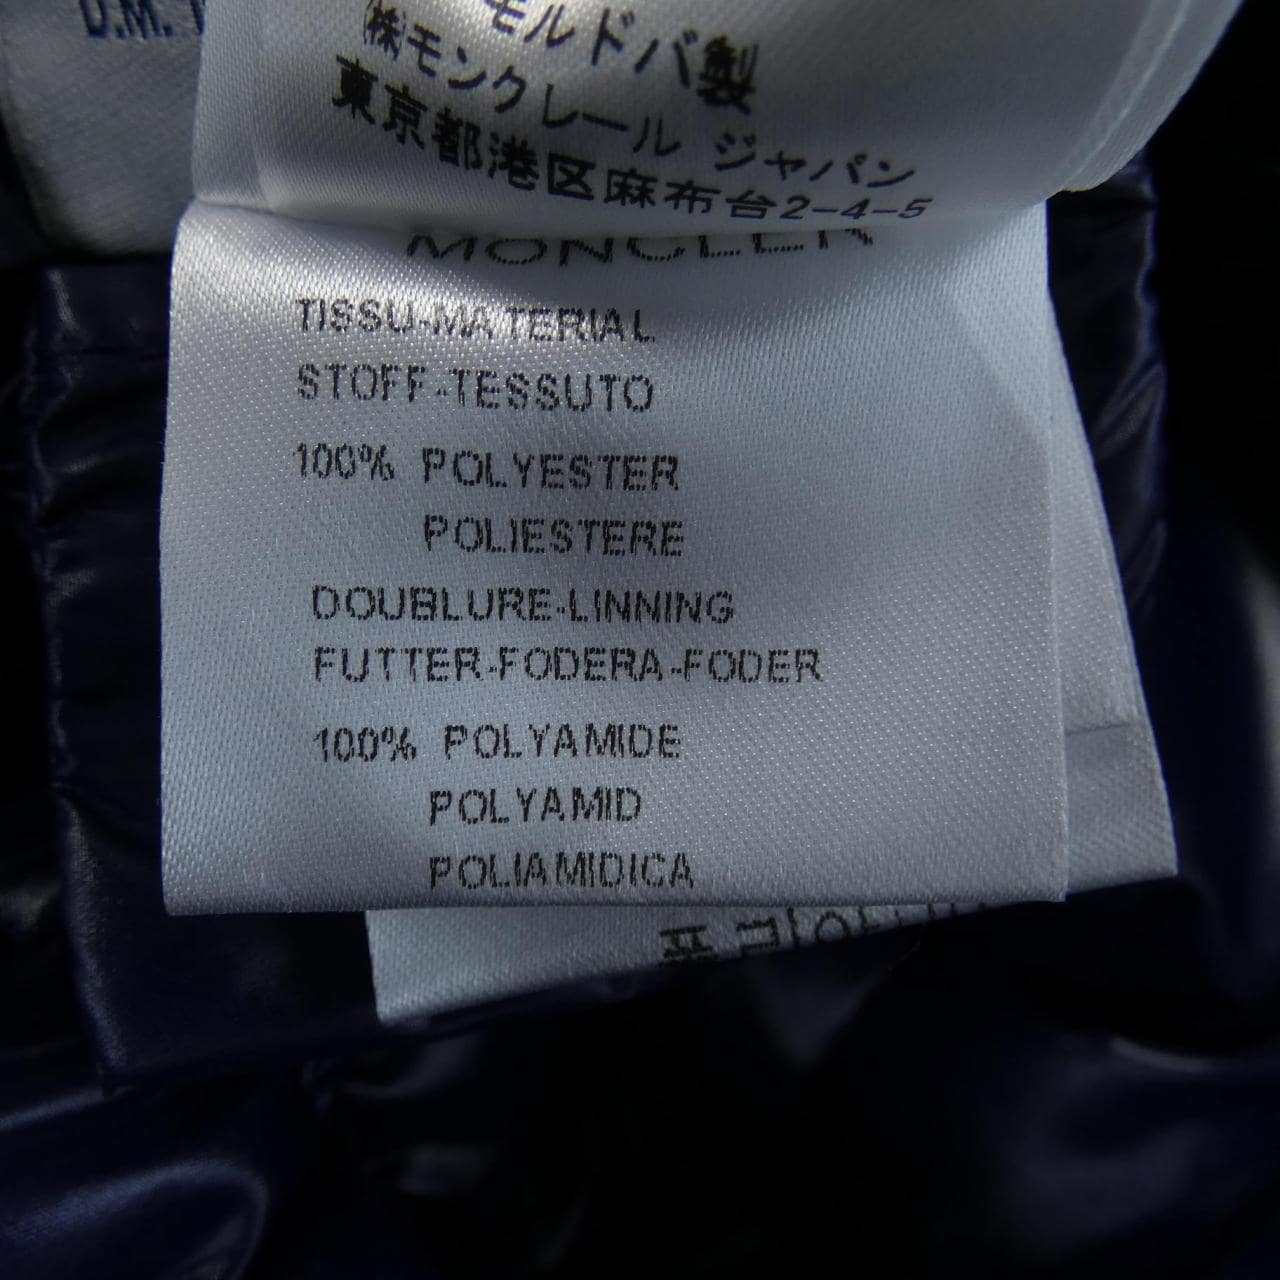 D.M.
モルドバ製
㈱モンクレール ジャパン
東京都港区麻布台2-4-5
MONCLER
TISSU-MATERIAL
STOFF-TESSUTO
100% POLYESTER
POLIESTERE
DOUBLURE-LINNING
FUTTER-FODERA-FODER
100% POLYAMIDE
POLYAMID
POLIAMIDICA